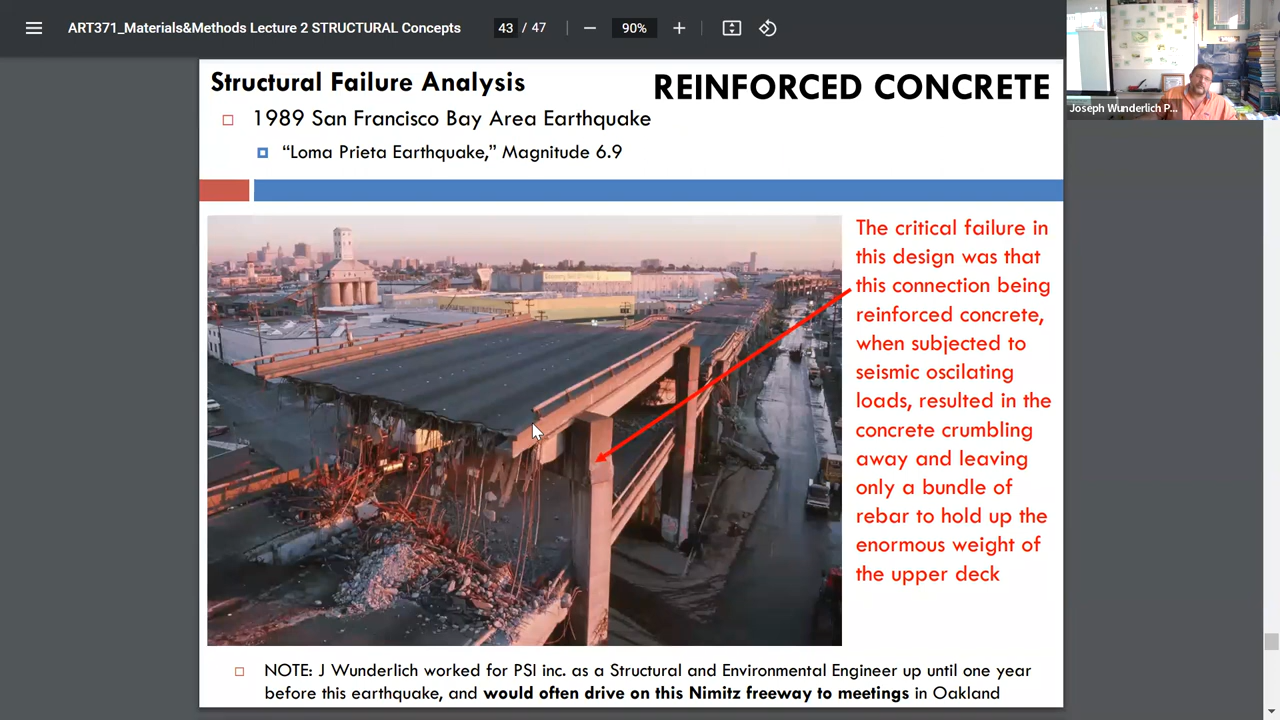 ART371_Materials&Methods Lecture 2 STRUCTURAL Concepts
43 / 47
90%
Joseph Wunderlich P...
Structural Failure Analysis
REINFORCED CONCRETE
1989 San Francisco Bay Area Earthquake
“Loma Prieta Earthquake,” Magnitude 6.9
The critical failure in
this design was that
this connection being
reinforced concrete,
when subjected to
seismic oscilating
loads, resulted in the
concrete crumbling
away and leaving
only a bundle of
rebar to hold up the
enormous weight of
the upper deck
NOTE: J Wunderlich worked for PSI inc. as a Structural and Environmental Engineer up until one year
before this earthquake, and would often drive on this Nimitz freeway to meetings in Oakland